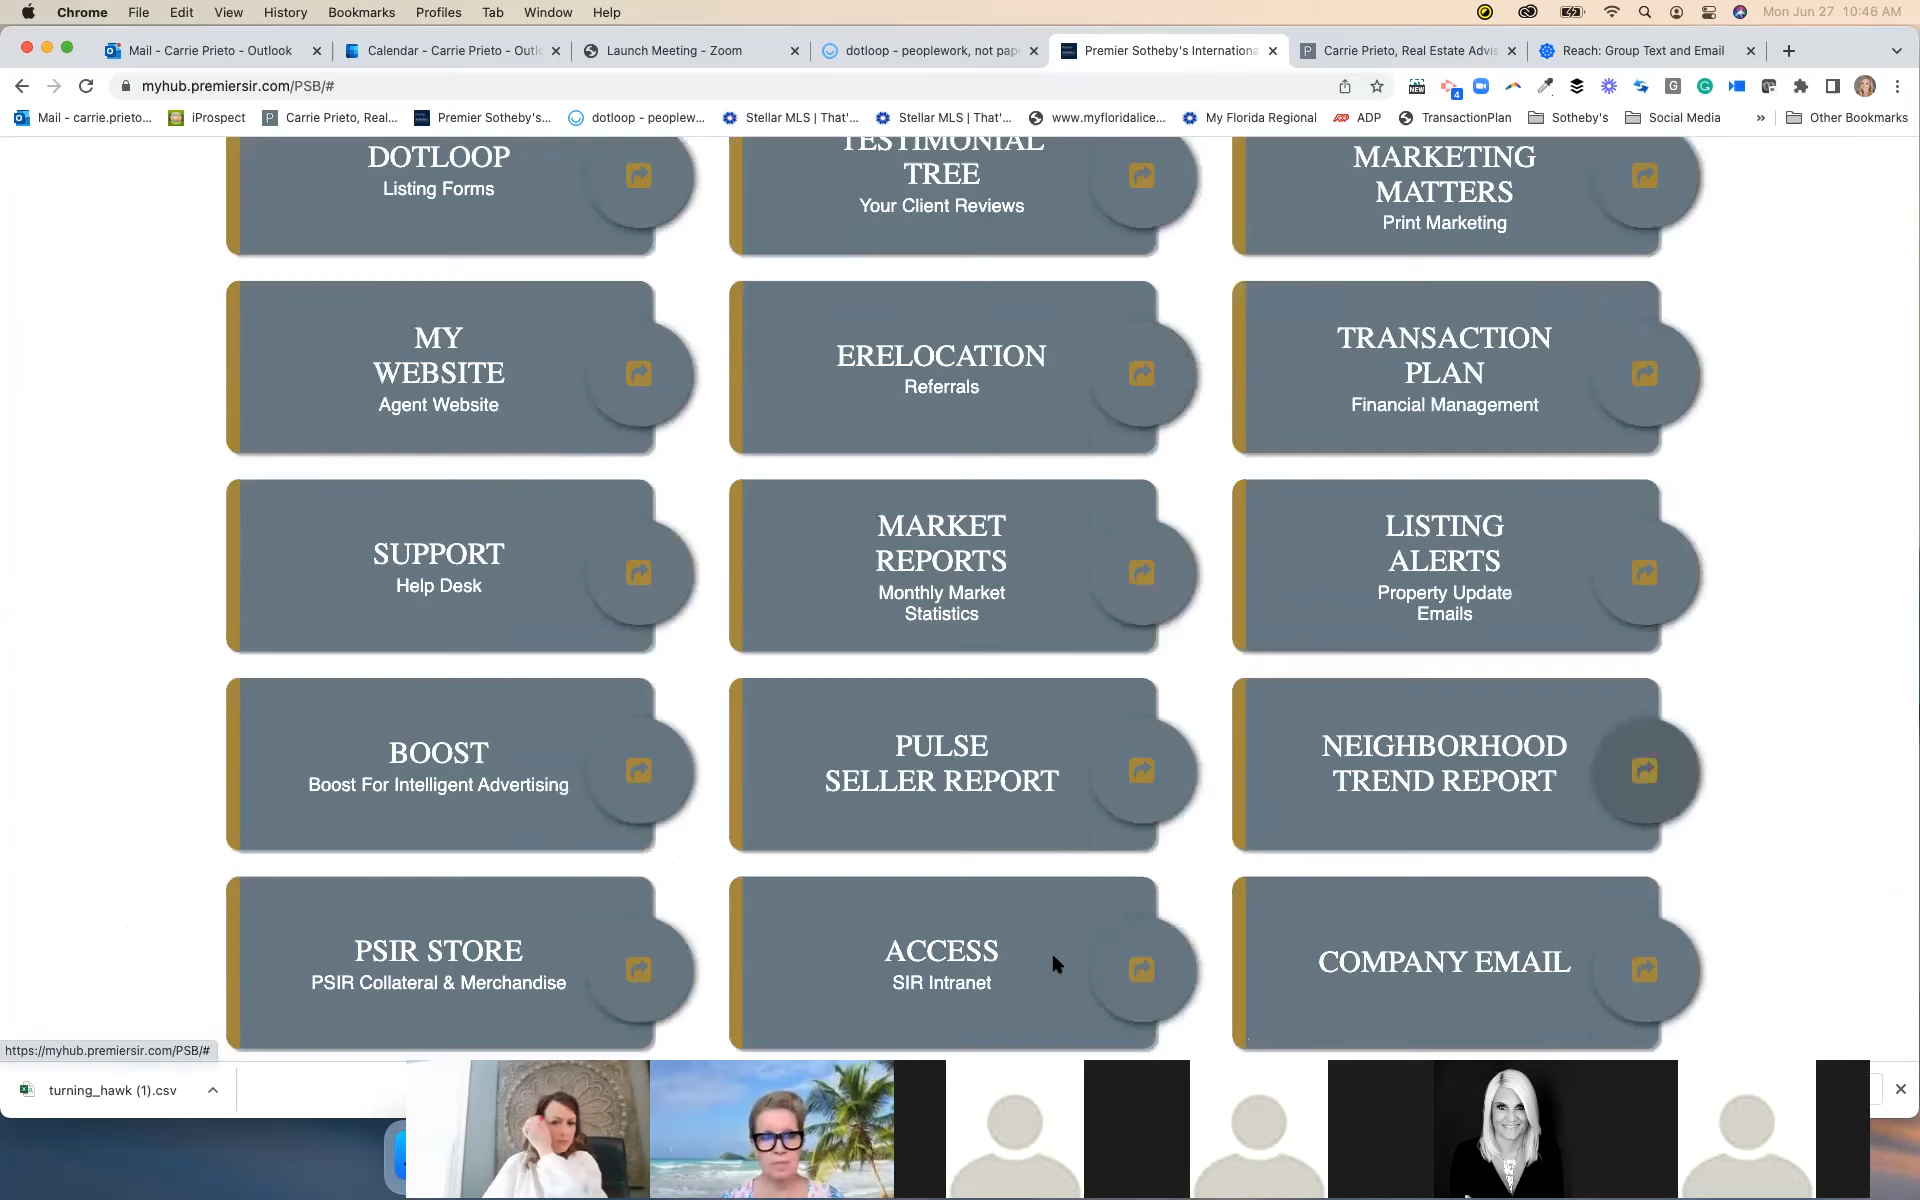 Chrome File Edit View History Bookmarks Profiles Tab Window Help Mon Jun 27 10:46 AM
Mail - Carrie Prieto - Outlook
Calendar - Carrie Prieto - Outl
Launch Meeting - Zoom
dotloop - peoplework, not pap
Premier Sotheby's Internationa
Carrie Prieto, Real Estate Advis
Reach: Group Text and Email
myhub.premiersir.com/PSB/#
NEW
4
G
Mail - carrie.prieto...
iProspect
Carrie Prieto, Real...
Premier Sotheby's...
dotloop - peoplew...
Stellar MLS | That'...
Stellar MLS | That'...
www.myfloridalice...
My Florida Regional
ADP
TransactionPlan
Sotheby's
Social Media
»
Other Bookmarks
DOTLOOP
Listing Forms
TESTIMONIAL
TREE
Your Client Reviews
MARKETING
MATTERS
Print Marketing
MY
WEBSITE
Agent Website
ERELOCATION
Referrals
TRANSACTION
PLAN
Financial Management
SUPPORT
Help Desk
MARKET
REPORTS
Monthly Market
Statistics
LISTING
ALERTS
Property Update
Emails
BOOST
Boost For Intelligent Advertising
PULSE
SELLER REPORT
NEIGHBORHOOD
TREND REPORT
PSIR STORE
PSIR Collateral & Merchandise
ACCESS
SIR Intranet
COMPANY EMAIL
https://myhub.premiersir.com/PSB/#
turning_hawk (1).csv